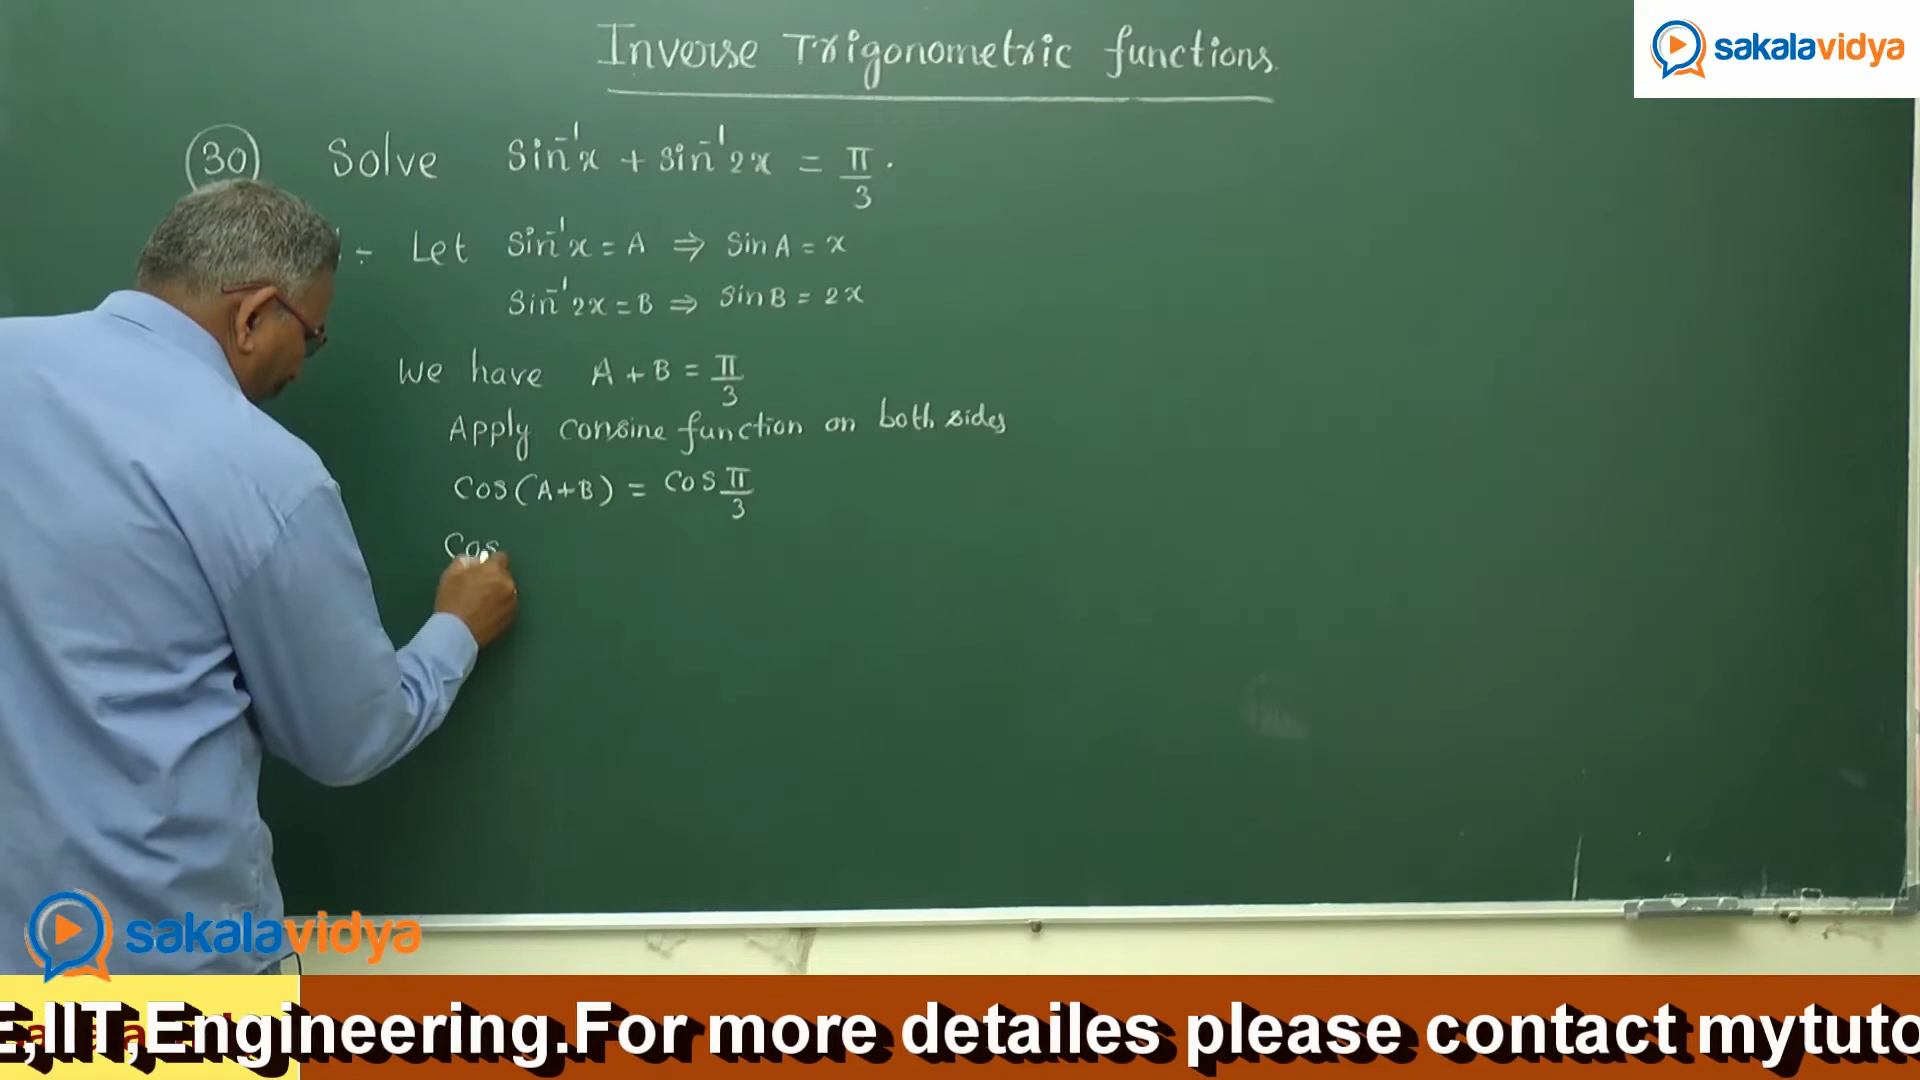 Inverse Trigonometric functions.
sakalavidya
30 Solve Sin⁻¹x + Sin⁻¹2x = π/3.
÷ Let Sin⁻¹x = A ⇒ Sin A = x
Sin⁻¹2x = B ⇒ Sin B = 2x
We have A + B = π/3
Apply consine function on both sides
Cos(A+B) = Cos π/3
Cos
sakalavidya
E,IIT,Engineering.For more detailes please contact mytuto